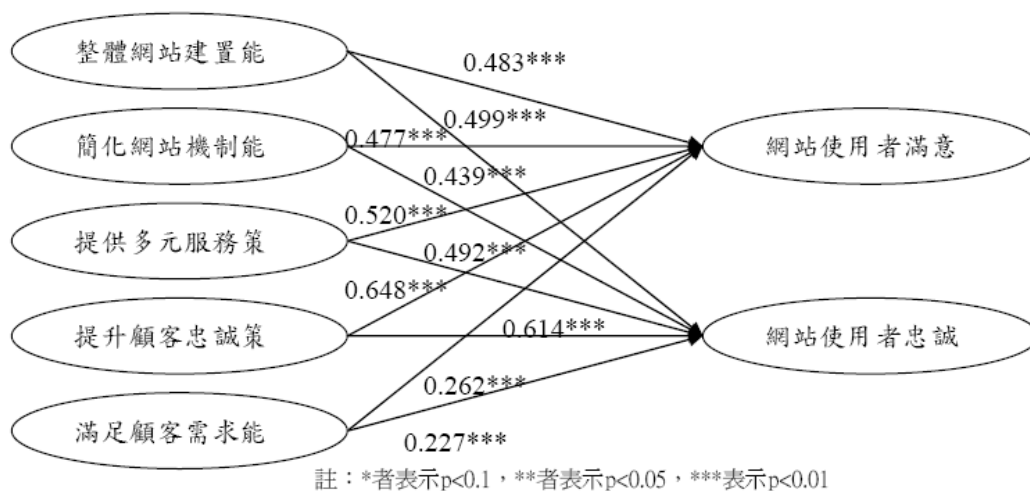 整體網站建置能
0.483***
0.499***
簡化網站機制能
0.477***
網站使用者滿意
0.439***
0.520***
提供多元服務策
0.492***
0.648***
提升顧客忠誠策
0.614***
網站使用者忠誠
0.262***
滿足顧客需求能
0.227***
註：*者表示p<0.1，**者表示p<0.05，***表示p<0.01